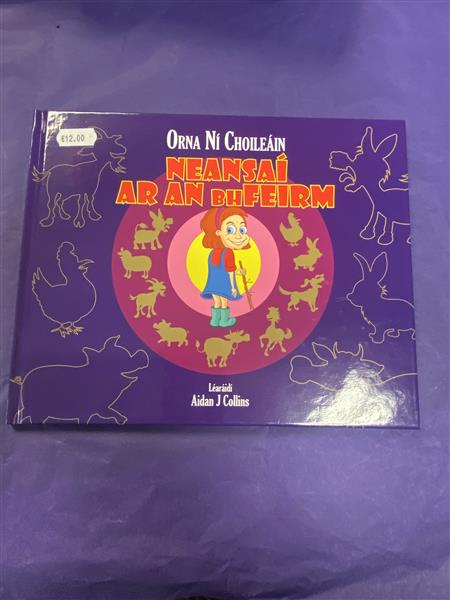 €12.00
ORNA NÍ CHOILEÁIN
NEANSAÍ
AR AN BHFEIRM
Léaráidí
Aidan J Collins